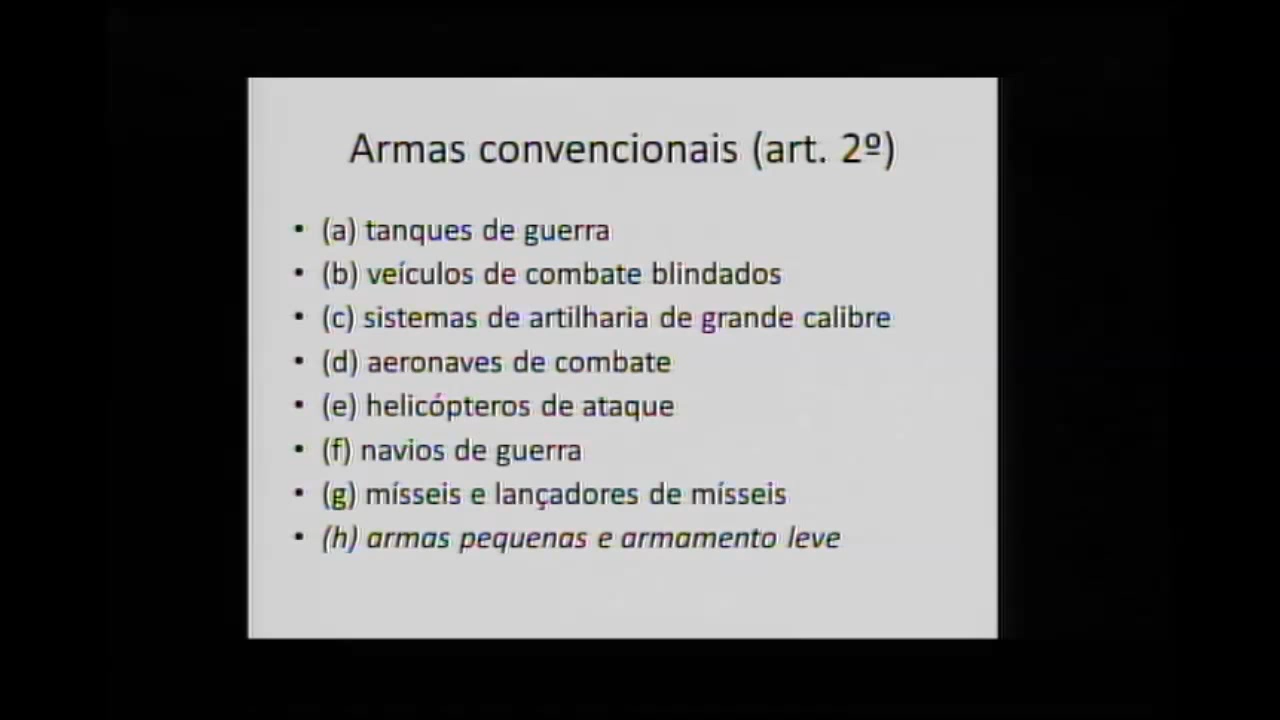 Armas convencionais (art. 2º)
• (a) tanques de guerra
• (b) veículos de combate blindados
• (c) sistemas de artilharia de grande calibre
• (d) aeronaves de combate
• (e) helicópteros de ataque
• (f) navios de guerra
• (g) mísseis e lançadores de mísseis
• (h) armas pequenas e armamento leve